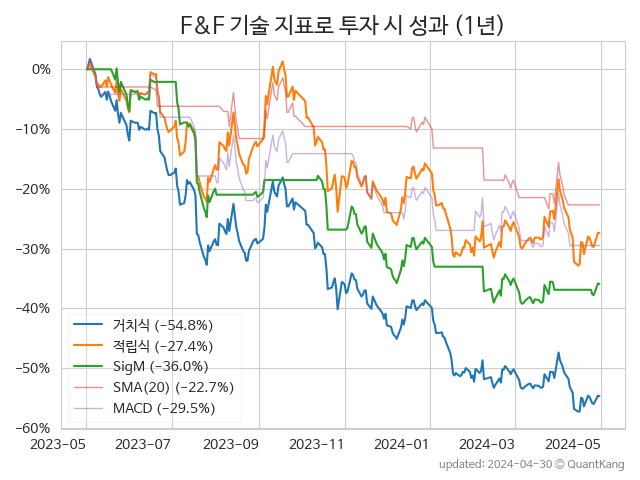 F&F 기술 지표로 투자 시 성과 (1년)
0%
−10%
−20%
−30%
−40%
−50%
−60%
거치식 (−54.8%)
적립식 (−27.4%)
SigM (−36.0%)
SMA(20) (−22.7%)
MACD (−29.5%)
2023-05 2023-07 2023-09 2023-11 2024-01 2024-03 2024-05
updated: 2024-04-30 ⓒ QuantKang